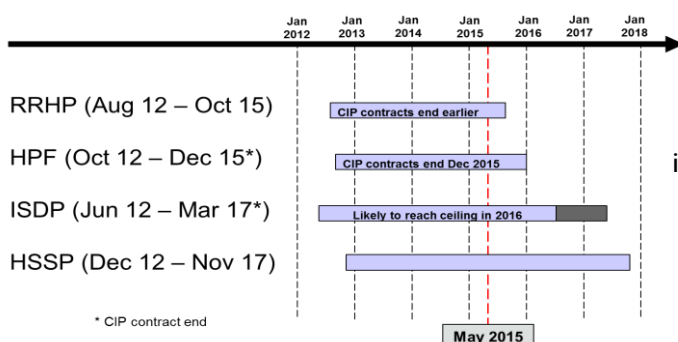 Jan Jan Jan Jan Jan Jan Jan
2012 2013 2014 2015 2016 2017 2018
RRHP (Aug 12 – Oct 15)
CIP contracts end earlier
HPF (Oct 12 – Dec 15*)
CIP contracts end Dec 2015
i
ISDP (Jun 12 – Mar 17*)
Likely to reach ceiling in 2016
HSSP (Dec 12 – Nov 17)
* CIP contract end
May 2015